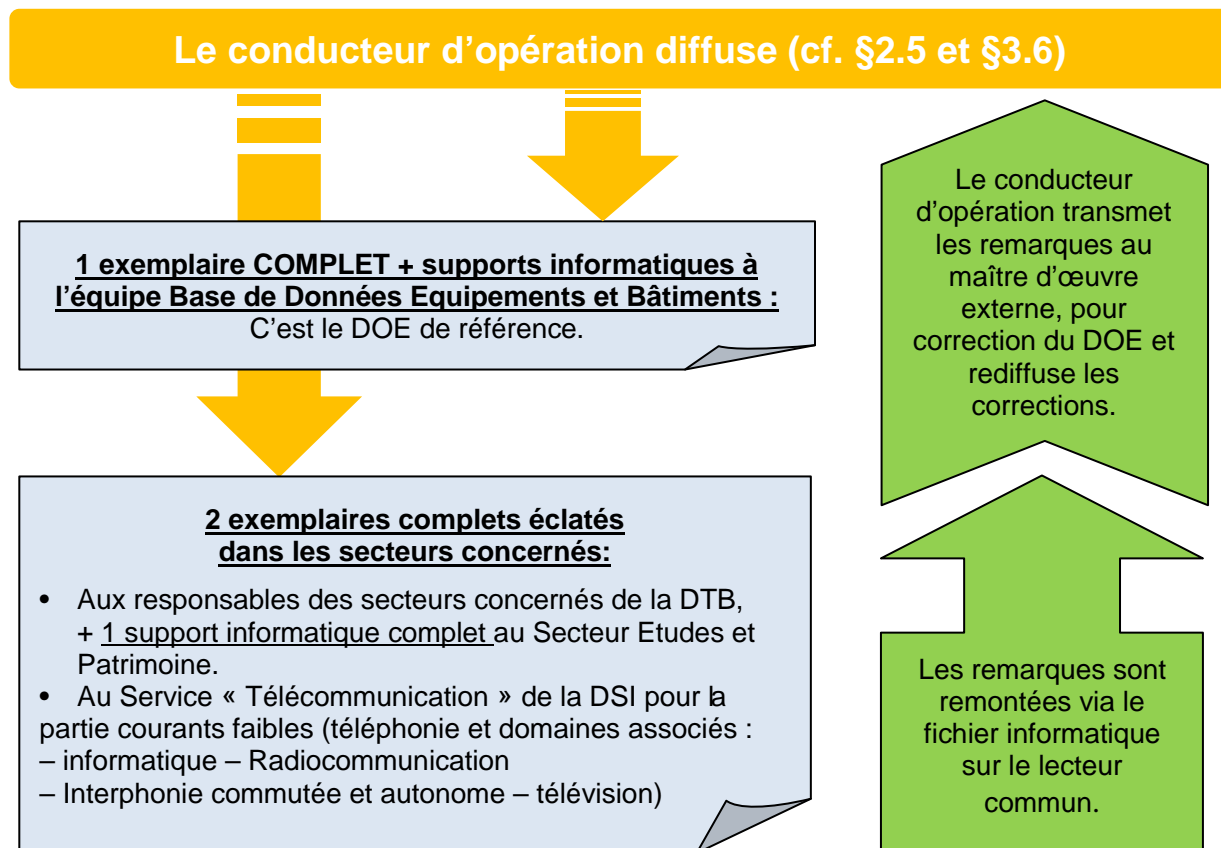 Le conducteur d'opération diffuse (cf. §2.5 et §3.6)
1 exemplaire COMPLET + supports informatiques à
l'équipe Base de Données Equipements et Bâtiments :
C'est le DOE de référence.
2 exemplaires complets éclatés
dans les secteurs concernés:
• Aux responsables des secteurs concernés de la DTB,
+ 1 support informatique complet au Secteur Etudes et
Patrimoine.
• Au Service « Télécommunication » de la DSI pour la
partie courants faibles (téléphonie et domaines associés :
– informatique – Radiocommunication
– Interphonie commutée et autonome – télévision)
Le conducteur
d'opération transmet
les remarques au
maître d'œuvre
externe, pour
correction du DOE et
rediffuse les
corrections.
Les remarques sont
remontées via le
fichier informatique
sur le lecteur
commun.